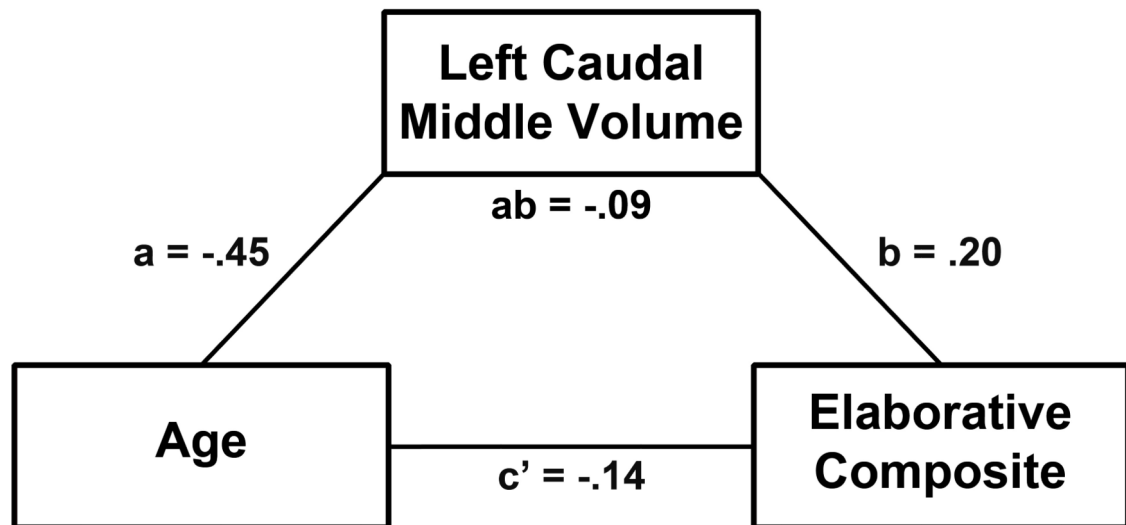 Left Caudal
Middle Volume
ab = -.09
a = -.45
b = .20
Age
c’ = -.14
Elaborative
Composite